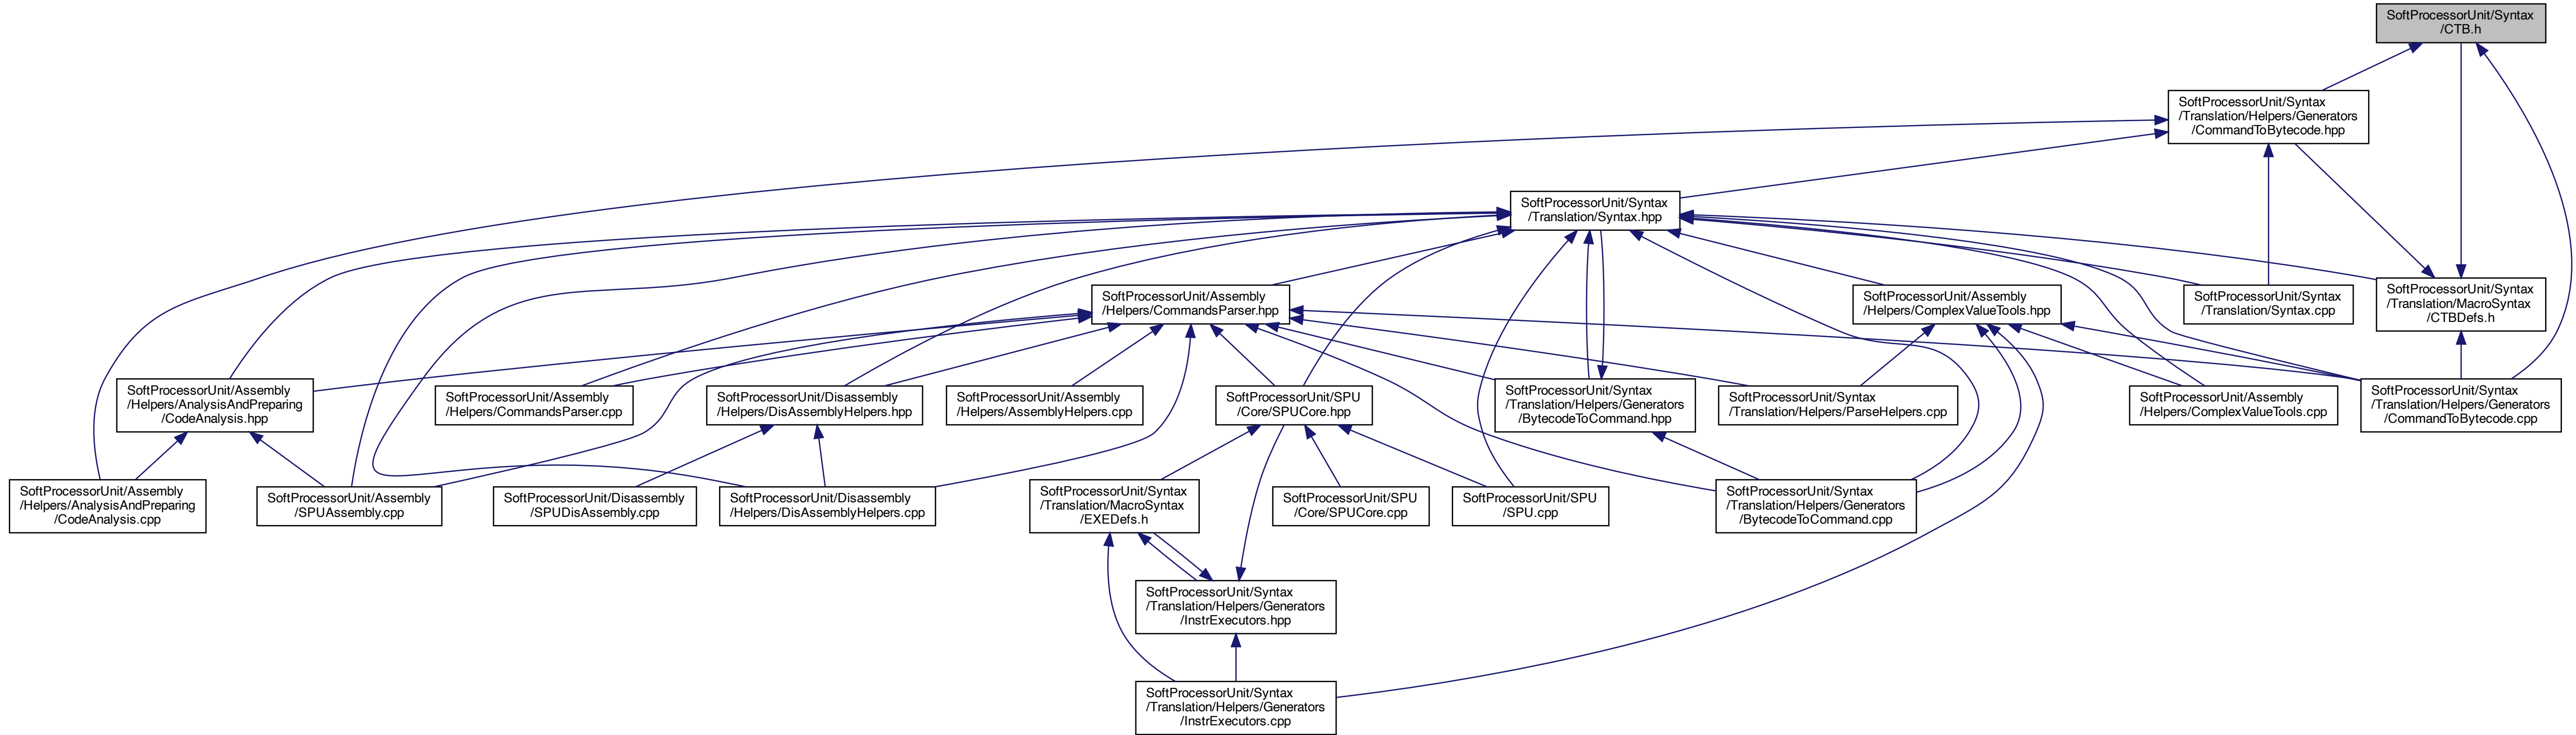 SoftProcessorUnit/Syntax
/CTB.h
SoftProcessorUnit/Syntax
/Translation/Helpers/Generators
/CommandToBytecode.hpp
SoftProcessorUnit/Syntax
/Translation/Syntax.hpp
SoftProcessorUnit/Assembly
/Helpers/CommandsParser.hpp
SoftProcessorUnit/Assembly
/Helpers/ComplexValueTools.hpp
SoftProcessorUnit/Syntax
/Translation/Syntax.cpp
SoftProcessorUnit/Syntax
/Translation/MacroSyntax
/CTBDefs.h
SoftProcessorUnit/Assembly
/Helpers/AnalysisAndPreparing
/CodeAnalysis.hpp
SoftProcessorUnit/Assembly
/Helpers/CommandsParser.cpp
SoftProcessorUnit/Disassembly
/Helpers/DisAssemblyHelpers.hpp
SoftProcessorUnit/Assembly
/Helpers/AssemblyHelpers.cpp
SoftProcessorUnit/SPU
/Core/SPUCore.hpp
SoftProcessorUnit/Syntax
/Translation/Helpers/Generators
/BytecodeToCommand.hpp
SoftProcessorUnit/Syntax
/Translation/Helpers/ParseHelpers.cpp
SoftProcessorUnit/Assembly
/Helpers/ComplexValueTools.cpp
SoftProcessorUnit/Syntax
/Translation/Helpers/Generators
/CommandToBytecode.cpp
SoftProcessorUnit/Assembly
/Helpers/AnalysisAndPreparing
/CodeAnalysis.cpp
SoftProcessorUnit/Assembly
/SPUAssembly.cpp
SoftProcessorUnit/Disassembly
/SPUDisAssembly.cpp
SoftProcessorUnit/Disassembly
/Helpers/DisAssemblyHelpers.cpp
SoftProcessorUnit/Syntax
/Translation/MacroSyntax
/EXEDefs.h
SoftProcessorUnit/SPU
/Core/SPUCore.cpp
SoftProcessorUnit/SPU
/SPU.cpp
SoftProcessorUnit/Syntax
/Translation/Helpers/Generators
/BytecodeToCommand.cpp
SoftProcessorUnit/Syntax
/Translation/Helpers/Generators
/InstrExecutors.hpp
SoftProcessorUnit/Syntax
/Translation/Helpers/Generators
/InstrExecutors.cpp